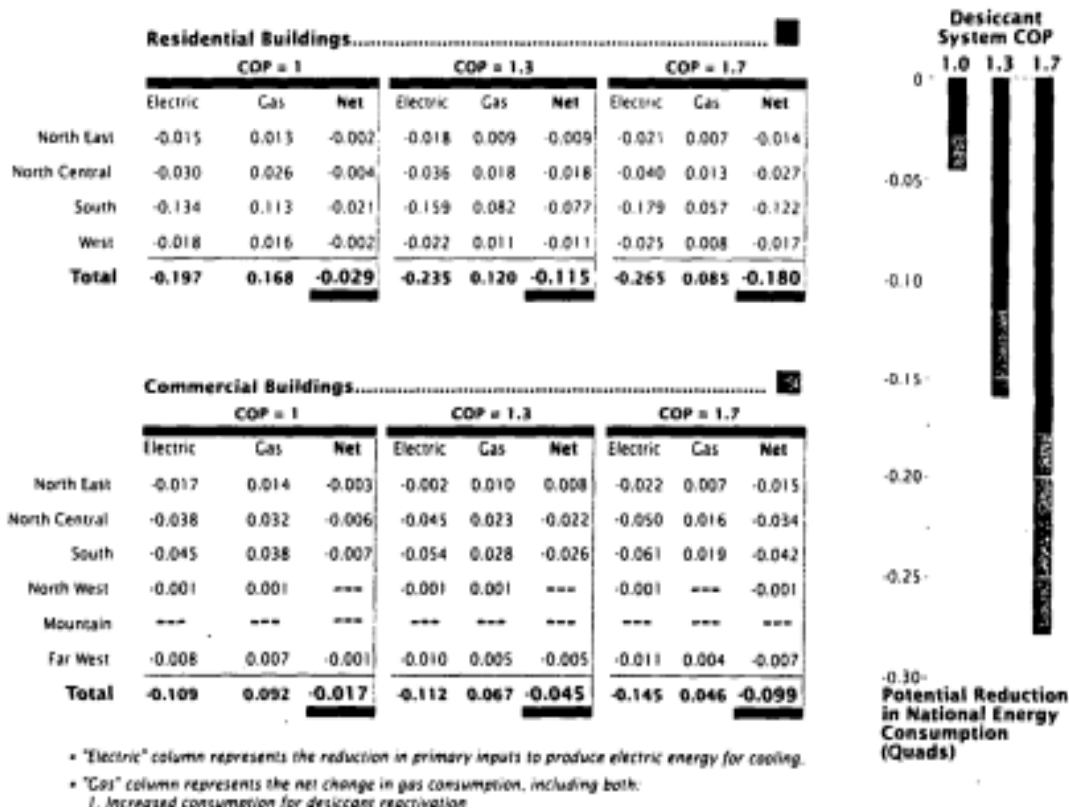 Residential Buildings
COP = 1 COP = 1.3 COP = 1.7
Electric Gas Net Electric Gas Net Electric Gas Net
North East -0.015 0.013 -0.002 -0.018 0.009 -0.009 -0.021 0.007 -0.014
North Central -0.030 0.026 -0.004 -0.036 0.018 -0.018 -0.040 0.013 -0.027
South -0.134 0.113 -0.021 -0.159 0.082 -0.077 -0.179 0.057 -0.122
West -0.018 0.016 -0.002 -0.022 0.011 -0.011 -0.025 0.008 -0.017
Total -0.197 0.168 -0.029 -0.235 0.120 -0.115 -0.265 0.085 -0.180
Commercial Buildings
COP = 1 COP = 1.3 COP = 1.7
Electric Gas Net Electric Gas Net Electric Gas Net
North East -0.017 0.014 -0.003 -0.002 0.010 0.008 -0.022 0.007 -0.015
North Central -0.038 0.032 -0.006 -0.045 0.023 -0.022 -0.050 0.016 -0.034
South -0.045 0.038 -0.007 -0.054 0.028 -0.026 -0.061 0.019 -0.042
North West -0.001 0.001 --- -0.001 0.001 --- -0.001 --- -0.001
Mountain --- --- --- --- --- --- --- --- ---
Far West -0.008 0.007 -0.001 -0.010 0.005 -0.005 -0.011 0.004 -0.007
Total -0.109 0.092 -0.017 -0.112 0.067 -0.045 -0.145 0.046 -0.099
• "Electric" column represents the reduction in primary inputs to produce electric energy for cooling.
• "Gas" column represents the net change in gas consumption, including both:
1. Increased consumption for desiccant reactivation
Desiccant
System COP
1.0 1.3 1.7
0
-0.05
-0.10
-0.15
-0.20
-0.25
-0.30
Potential Reduction
in National Energy
Consumption
(Quads)